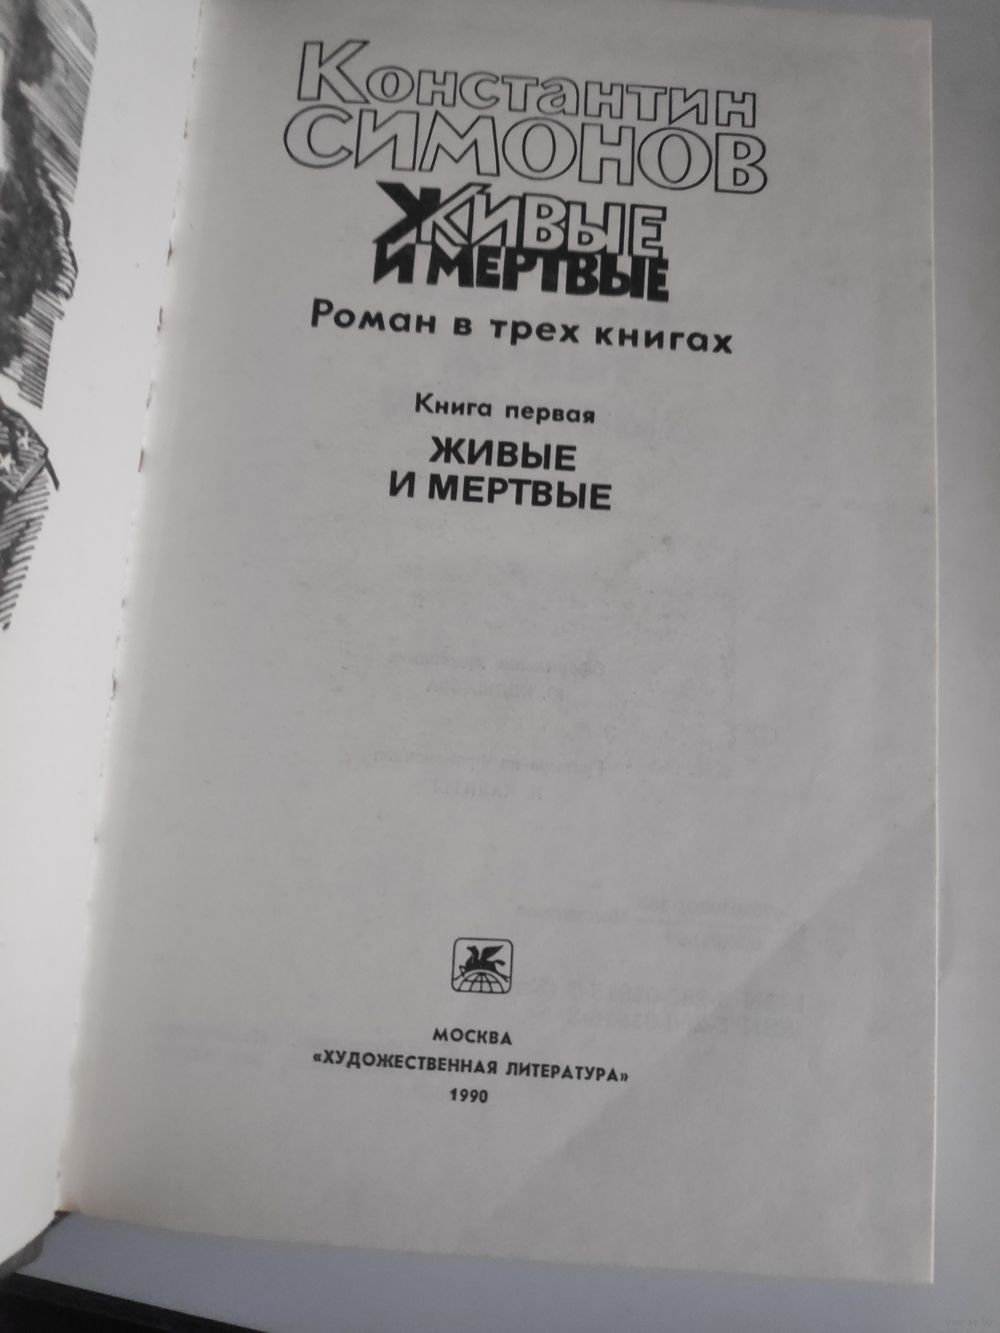 Константин
СИМОНОВ
ЖИВЫЕ
И МЕРТВЫЕ
Роман в трех книгах
Книга первая
ЖИВЫЕ
И МЕРТВЫЕ
МОСКВА
«ХУДОЖЕСТВЕННАЯ ЛИТЕРАТУРА»
1990